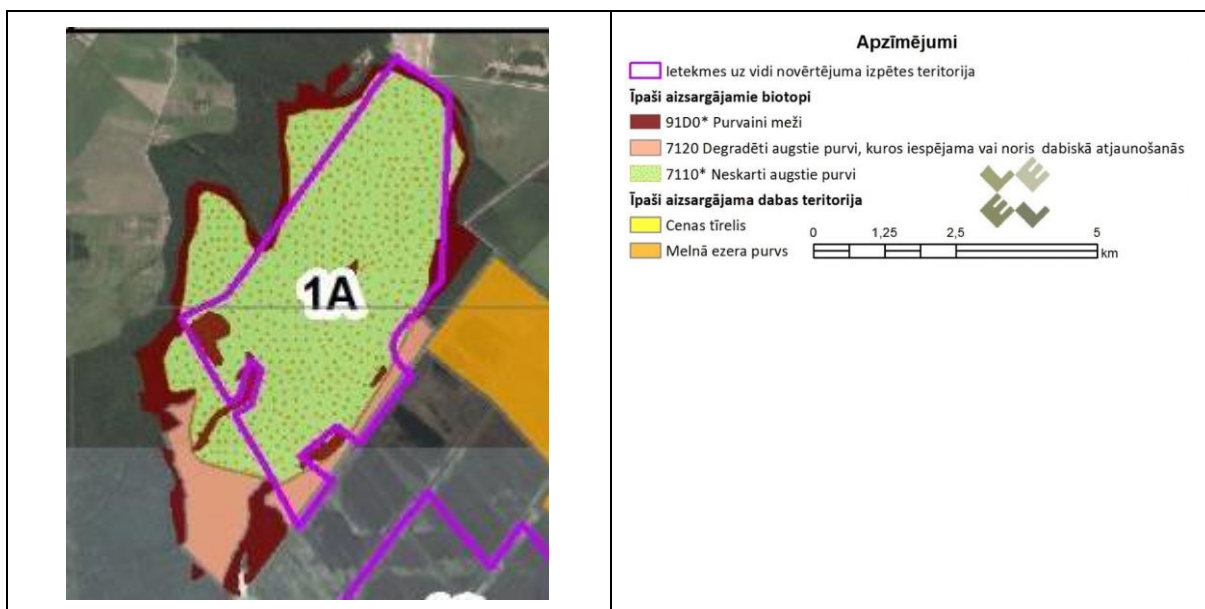 1A
Apzīmējumi
Ietekmes uz vidi novērtējuma izpētes teritorija
Īpaši aizsargājamie biotopi
91D0* Purvaini meži
7120 Degradēti augstie purvi, kuros iespējama vai noris dabiskā atjaunošanās
7110* Neskarti augstie purvi
Īpaši aizsargājama dabas teritorija
Cenas tīrelis
Melnā ezera purvs
0 1,25 2,5 5
km
L E
E L